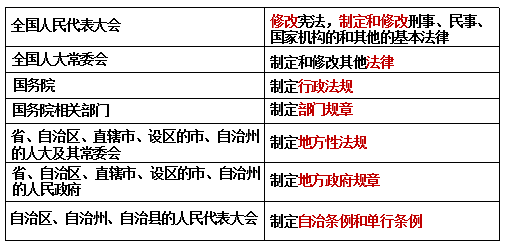 全国人民代表大会
修改宪法，制定和修改刑事、民事、
国家机构的和其他的基本法律
全国人大常委会
制定和修改其他法律
国务院
制定行政法规
国务院相关部门
制定部门规章
省、自治区、直辖市、设区的市、自治州
的人大及其常委会
制定地方性法规
省、自治区、直辖市、设区的市、自治州
的人民政府
制定地方政府规章
自治区、自治州、自治县的人民代表大会
制定自治条例和单行条例